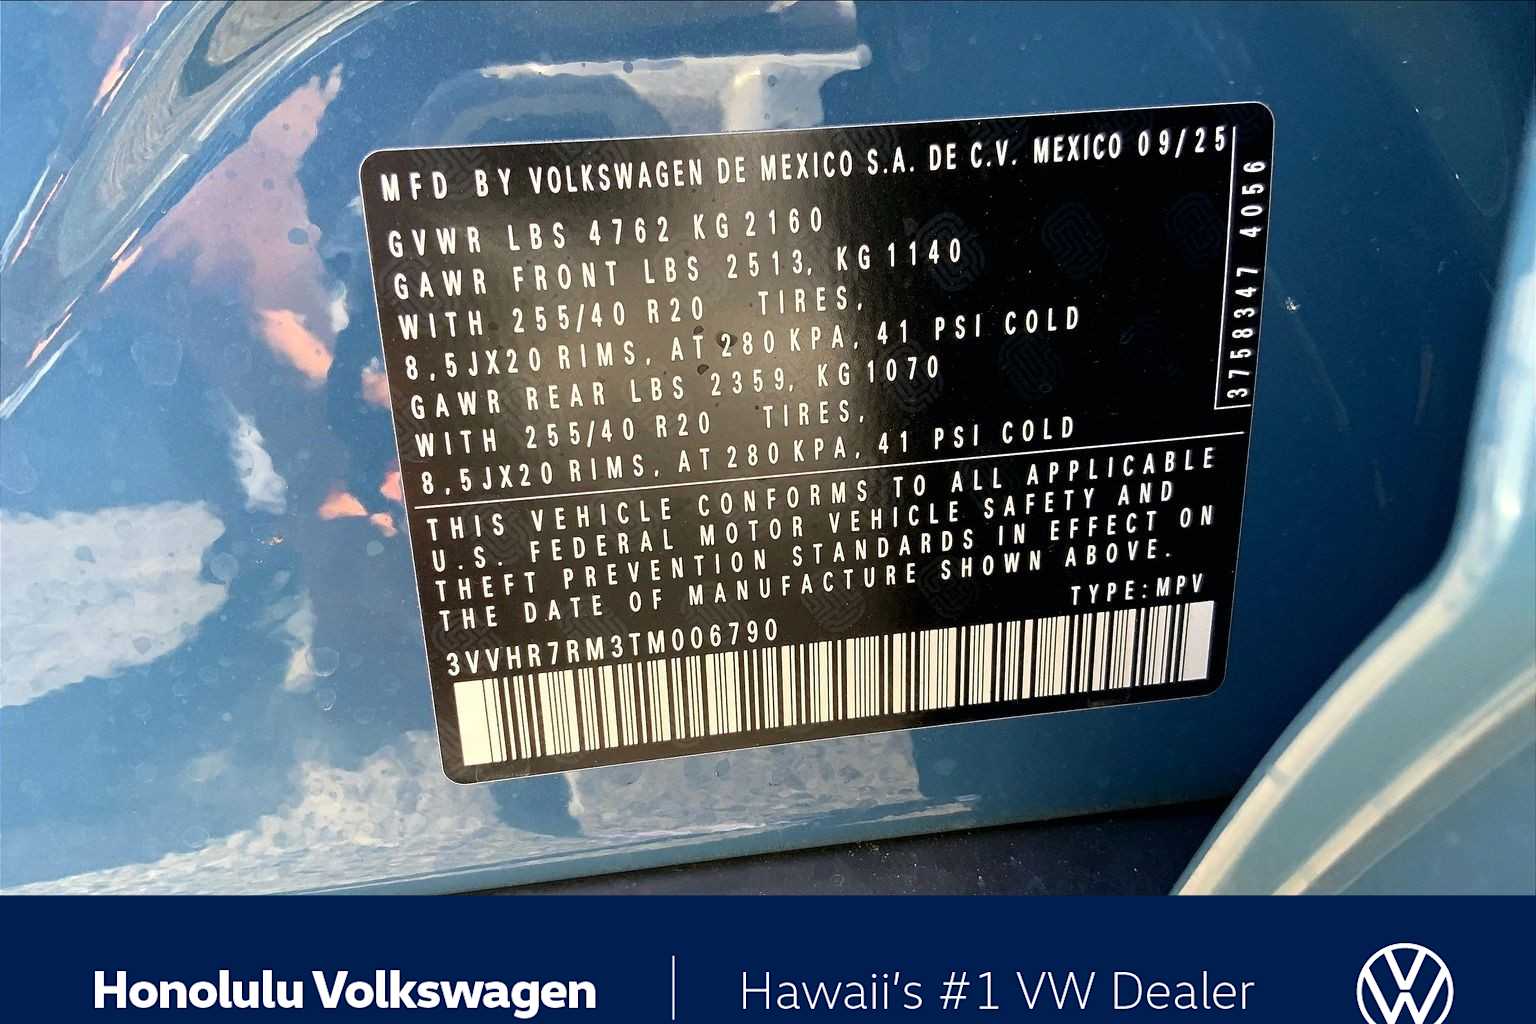 MFD BY VOLKSWAGEN DE MEXICO S.A. DE C.V. MEXICO 09/25
GVWR LBS 4762 KG 2160
GAWR FRONT LBS 2513, KG 1140
WITH 255/40 R20 TIRES,
8,5JX20 RIMS, AT 280 KPA, 41 PSI COLD
GAWR REAR LBS 2359, KG 1070
WITH 255/40 R20 TIRES,
8,5JX20 RIMS, AT 280 KPA, 41 PSI COLD
3758347 4056
THIS VEHICLE CONFORMS TO ALL APPLICABLE
U.S. FEDERAL MOTOR VEHICLE SAFETY AND
THEFT PREVENTION STANDARDS IN EFFECT ON
THE DATE OF MANUFACTURE SHOWN ABOVE.
TYPE: MPV
3VVHR7RM3TM006790
Honolulu Volkswagen
Hawaii's #1 VW Dealer